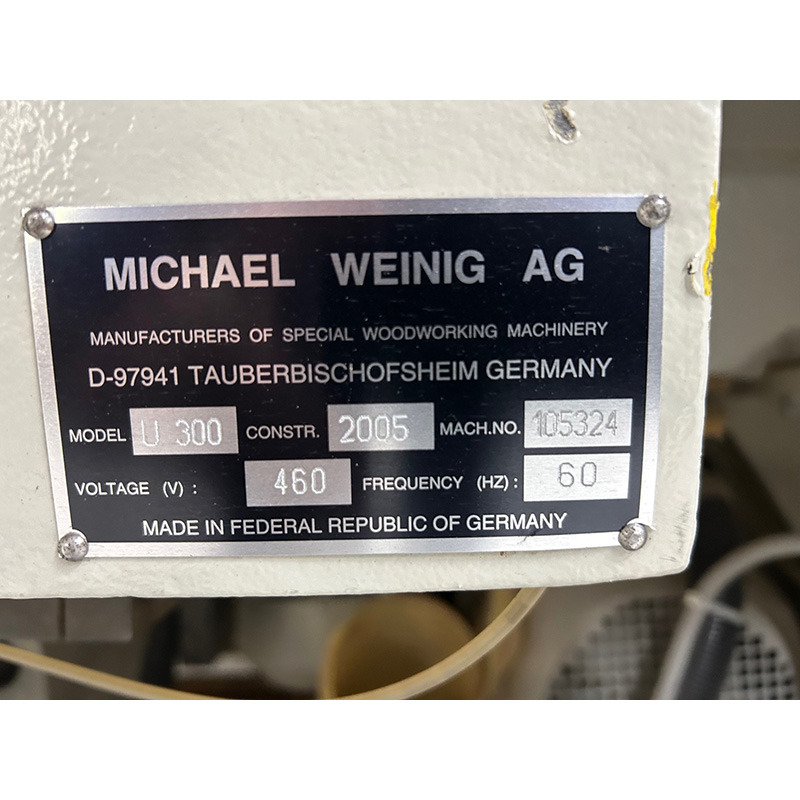 MICHAEL WEINIG AG
MANUFACTURERS OF SPECIAL WOODWORKING MACHINERY
D-97941 TAUBERBISCHOFSHEIM GERMANY
MODEL U 300 CONSTR. 2005 MACH.NO. 105324
VOLTAGE (V) : 460 FREQUENCY (HZ) : 60
MADE IN FEDERAL REPUBLIC OF GERMANY